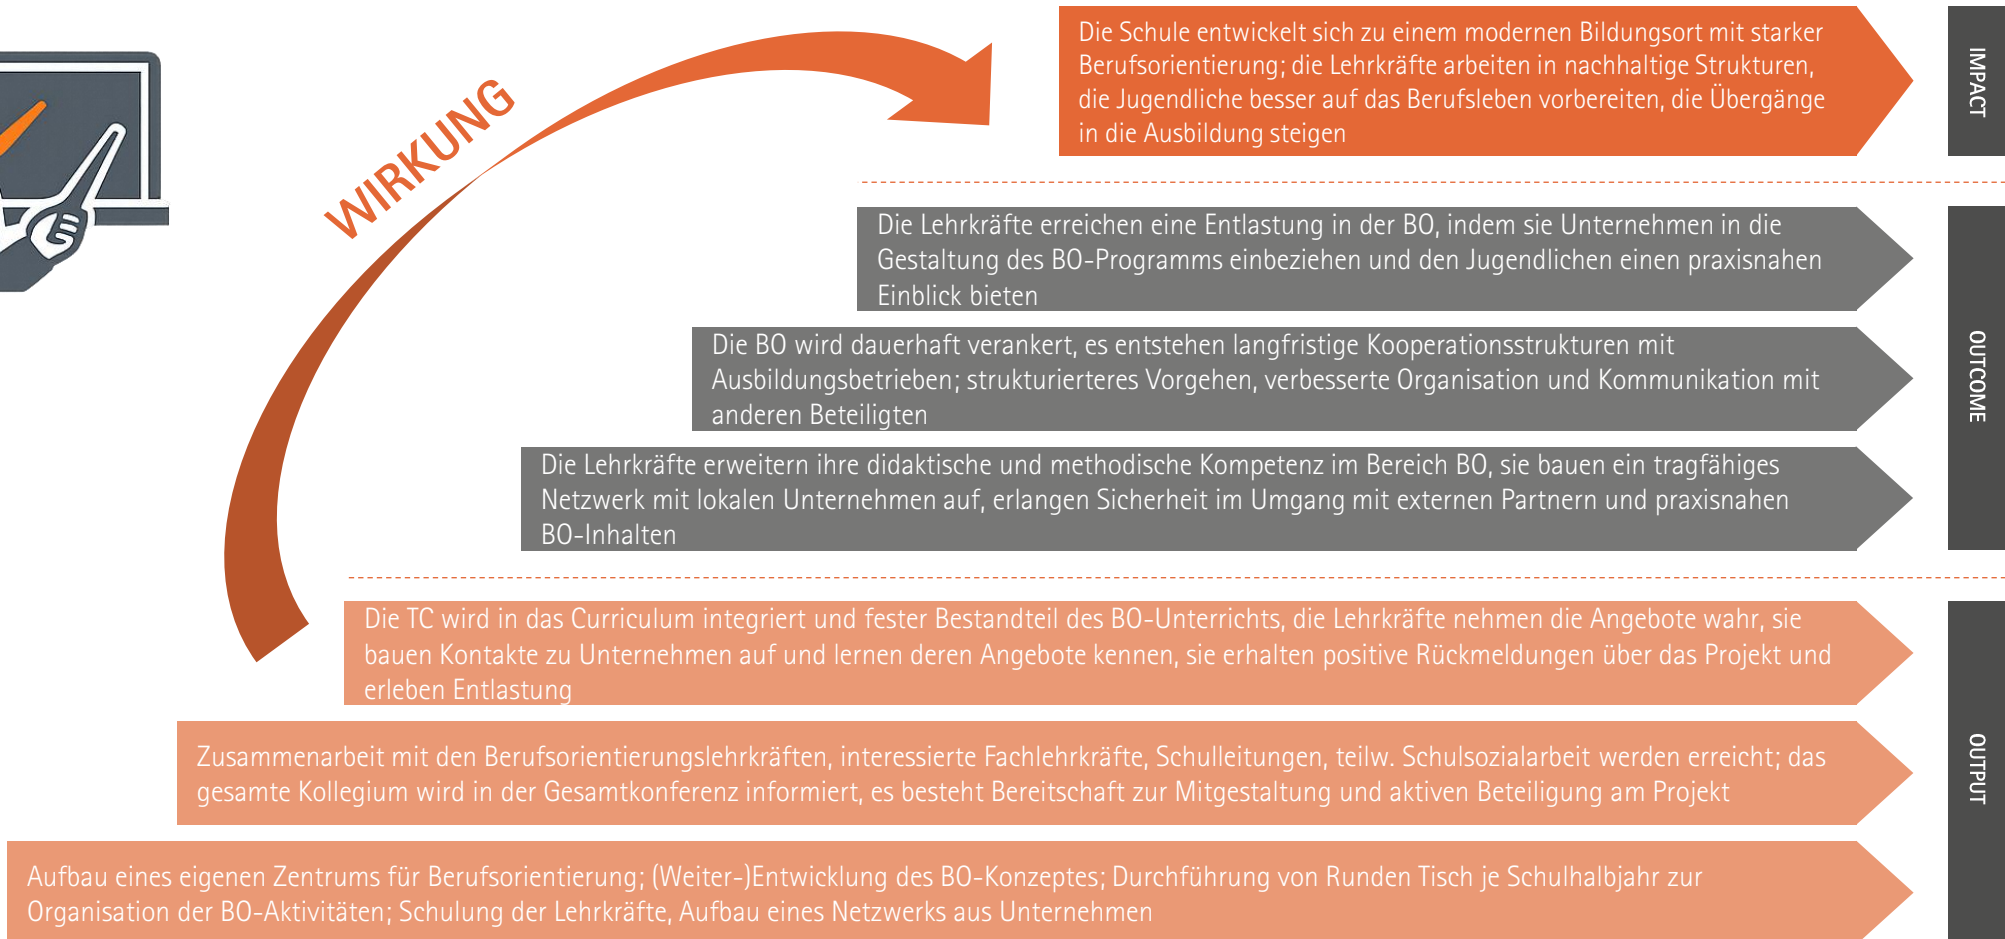 WIRKUNG
Die Schule entwickelt sich zu einem modernen Bildungsort mit starker
Berufsorientierung; die Lehrkräfte arbeiten in nachhaltige Strukturen,
die Jugendliche besser auf das Berufsleben vorbereiten, die Übergänge
in die Ausbildung steigen
IMPACT
Die Lehrkräfte erreichen eine Entlastung in der BO, indem sie Unternehmen in die
Gestaltung des BO-Programms einbeziehen und den Jugendlichen einen praxisnahen
Einblick bieten
Die BO wird dauerhaft verankert, es entstehen langfristige Kooperationsstrukturen mit
Ausbildungsbetrieben; strukturierteres Vorgehen, verbesserte Organisation und Kommunikation mit
anderen Beteiligten
Die Lehrkräfte erweitern ihre didaktische und methodische Kompetenz im Bereich BO, sie bauen ein tragfähiges
Netzwerk mit lokalen Unternehmen auf, erlangen Sicherheit im Umgang mit externen Partnern und praxisnahen
BO-Inhalten
OUTCOME
Die TC wird in das Curriculum integriert und fester Bestandteil des BO-Unterrichts, die Lehrkräfte nehmen die Angebote wahr, sie
bauen Kontakte zu Unternehmen auf und lernen deren Angebote kennen, sie erhalten positive Rückmeldungen über das Projekt und
erleben Entlastung
Zusammenarbeit mit den Berufsorientierungslehrkräften, interessierte Fachlehrkräfte, Schulleitungen, teilw. Schulsozialarbeit werden erreicht; das
gesamte Kollegium wird in der Gesamtkonferenz informiert, es besteht Bereitschaft zur Mitgestaltung und aktiven Beteiligung am Projekt
Aufbau eines eigenen Zentrums für Berufsorientierung; (Weiter-)Entwicklung des BO-Konzeptes; Durchführung von Runden Tisch je Schulhalbjahr zur
Organisation der BO-Aktivitäten; Schulung der Lehrkräfte, Aufbau eines Netzwerks aus Unternehmen
OUTPUT